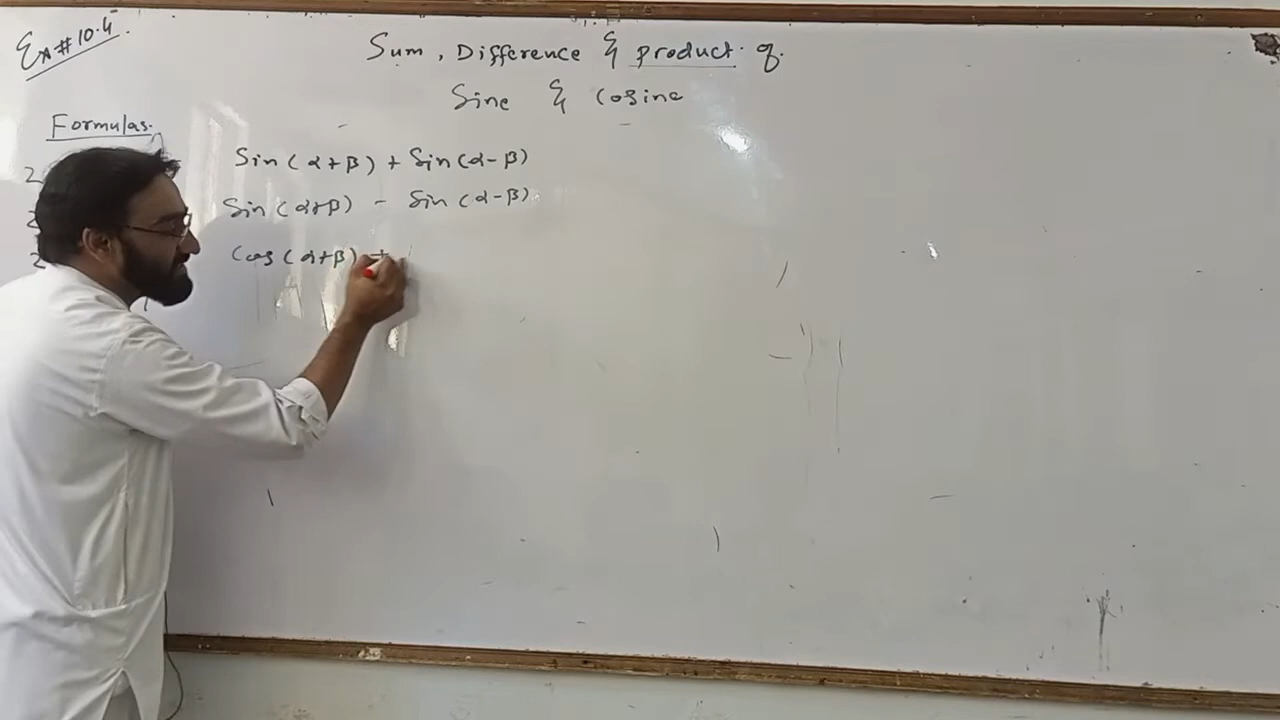 Ex#10.4.
Sum, Difference & product of
Sine & Cosine
Formulas.
2 Sin(α+β) + Sin(α-β)
2 Sin(α+β) - Sin(α-β)
2 Cos(α+β) +